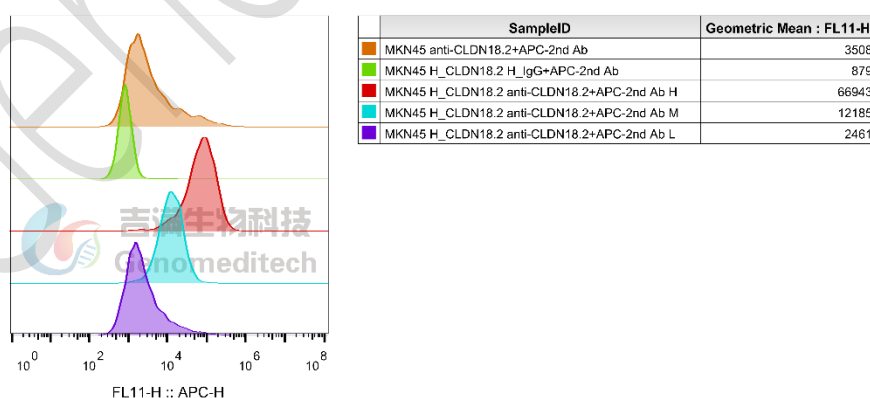 SampleID Geometric Mean : FL11-H
MKN45 anti-CLDN18.2+APC-2nd Ab 3508
MKN45 H_CLDN18.2 H_IgG+APC-2nd Ab 879
MKN45 H_CLDN18.2 anti-CLDN18.2+APC-2nd Ab H 66943
MKN45 H_CLDN18.2 anti-CLDN18.2+APC-2nd Ab M 12185
MKN45 H_CLDN18.2 anti-CLDN18.2+APC-2nd Ab L 2461
吉满生物科技
Genomeditech
10^0 10^2 10^4 10^6 10^8
FL11-H :: APC-H